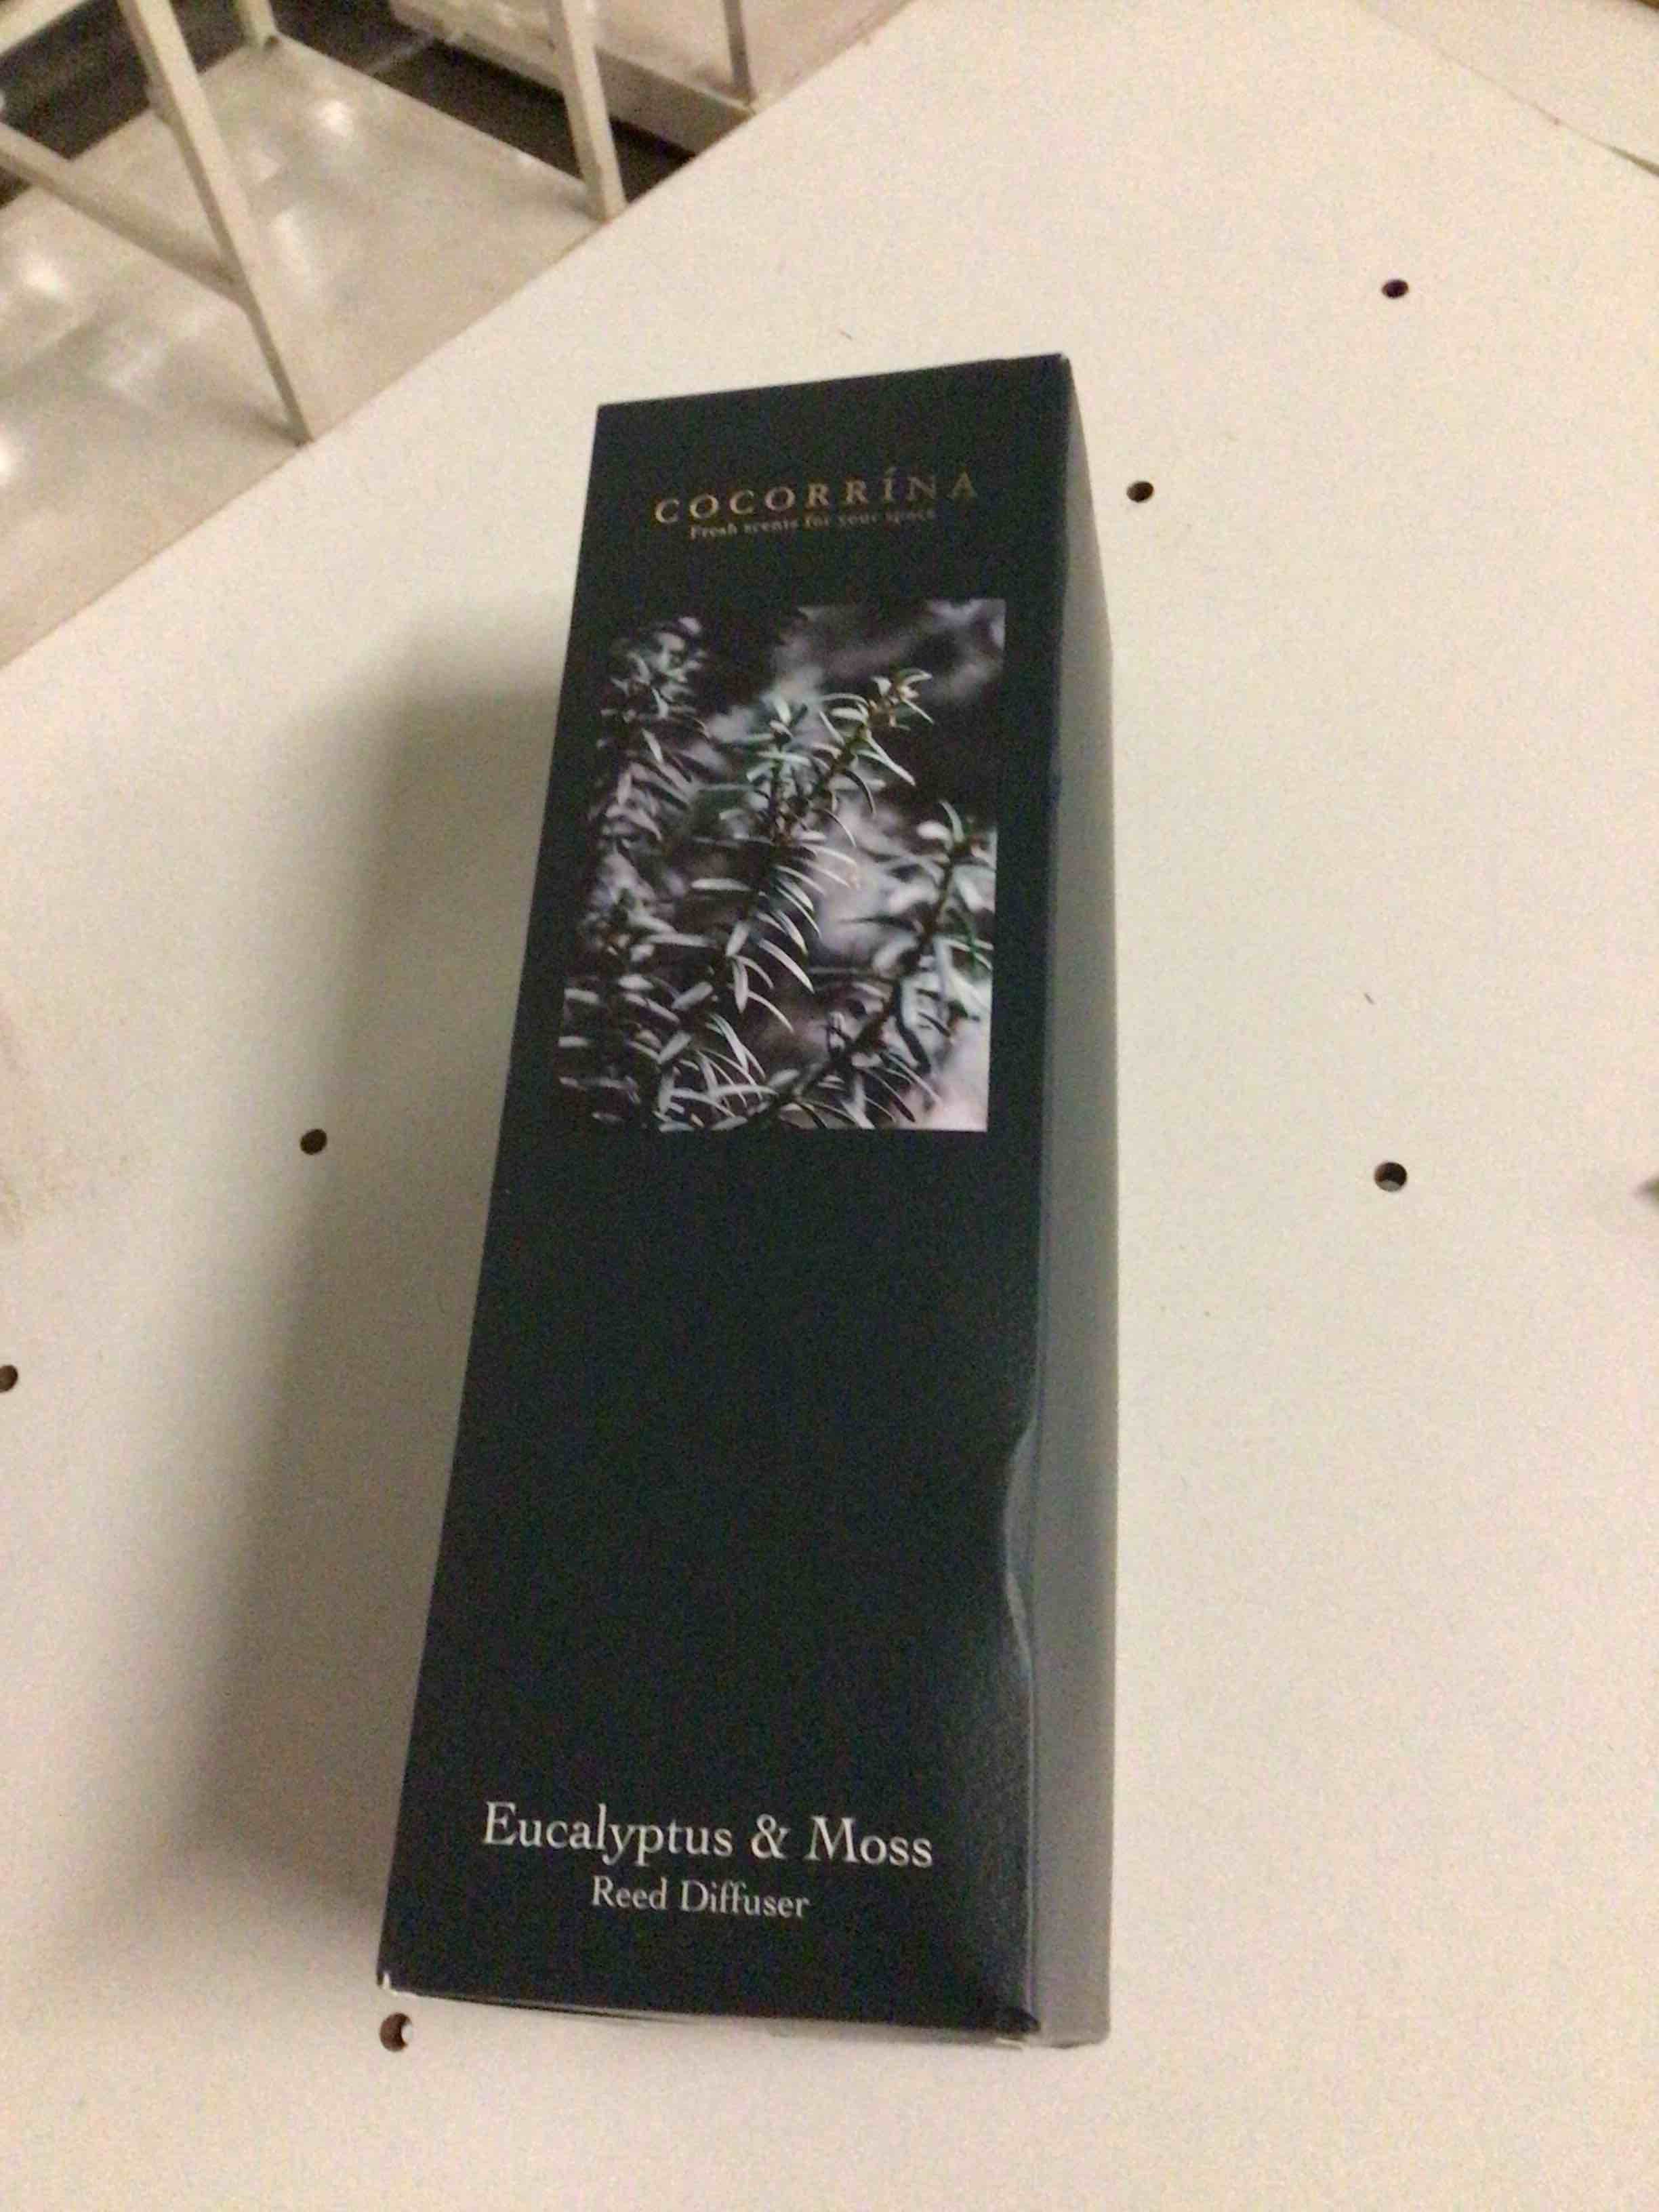 COCORRÍNA
Fresh scents for your space
Eucalyptus & Moss
Reed Diffuser